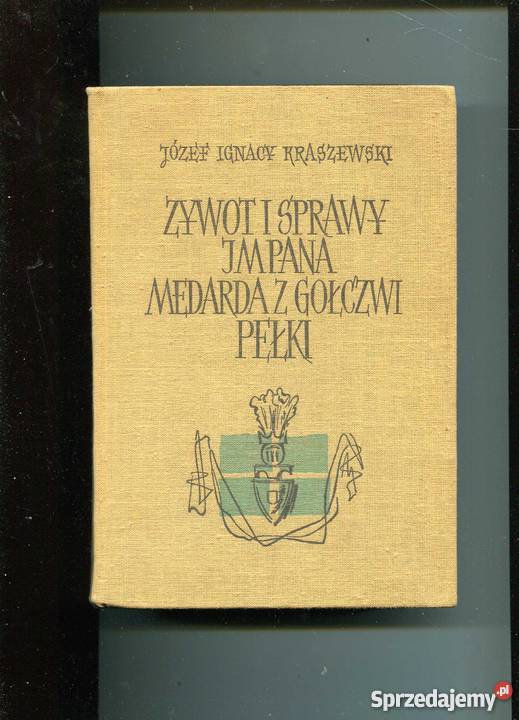 JÓZEF IGNACY KRASZEWSKI
ŻYWOT I SPRAWY
JMPANA
MEDARDA Z GOŁCZWI
PEŁKI
Sprzedajemy.pl